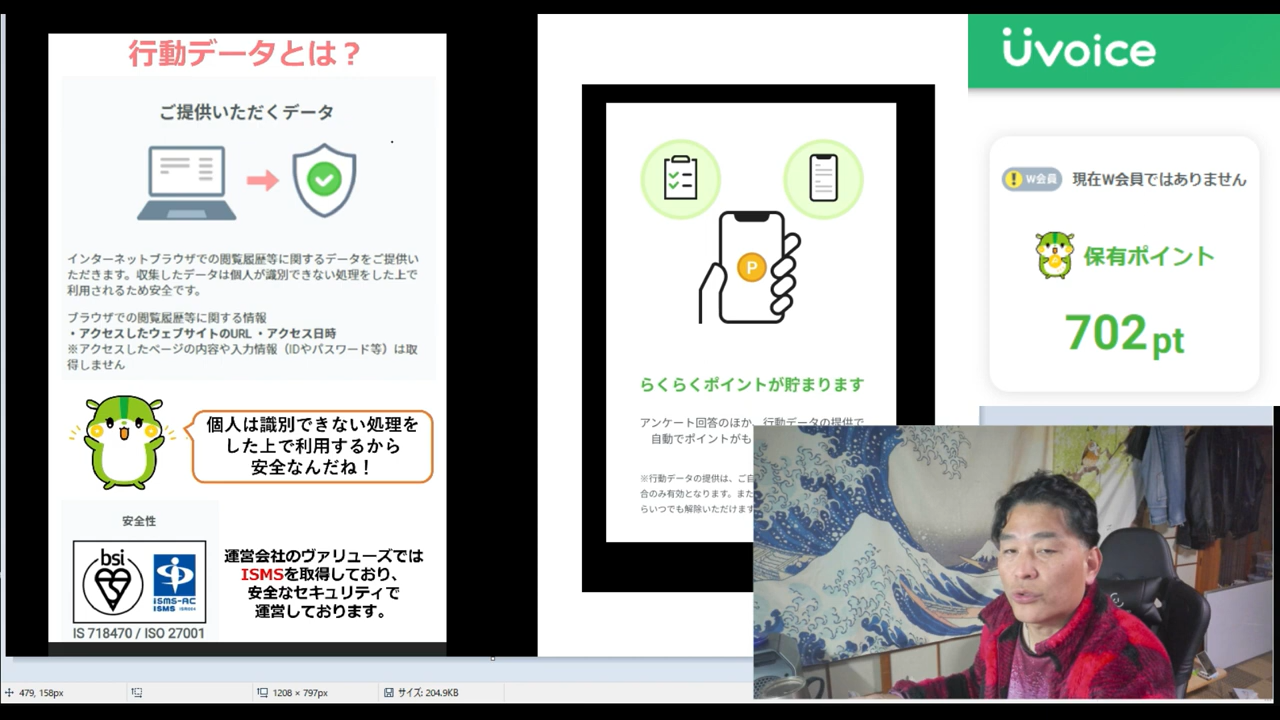 行動データとは？
ご提供いただくデータ
インターネットブラウザでの閲覧履歴等に関するデータをご提供い
ただきます。収集したデータは個人が識別できない処理をした上で
利用されるため安全です。
ブラウザでの閲覧履歴等に関する情報
・アクセスしたウェブサイトのURL ・アクセス日時
※アクセスしたページの内容や入力情報（IDやパスワード等）は取
得しません
個人は識別できない処理を
した上で利用するから
安全なんだね！
安全性
bsi
ISMS-AC
ISMS
IS 718470 / ISO 27001
運営会社のヴァリューズでは
ISMSを取得しており、
安全なセキュリティで
運営しております。
P
らくらくポイントが貯まります
アンケート回答のほか、行動データの提供で
自動でポイントがも
※行動データの提供は、ご自
合のみ有効となります。また
らいつでも解除いただけます
Üvoice
! W会員 現在W会員ではありません
保有ポイント
702pt
479, 158px
1208 × 797px
サイズ: 204.9KB